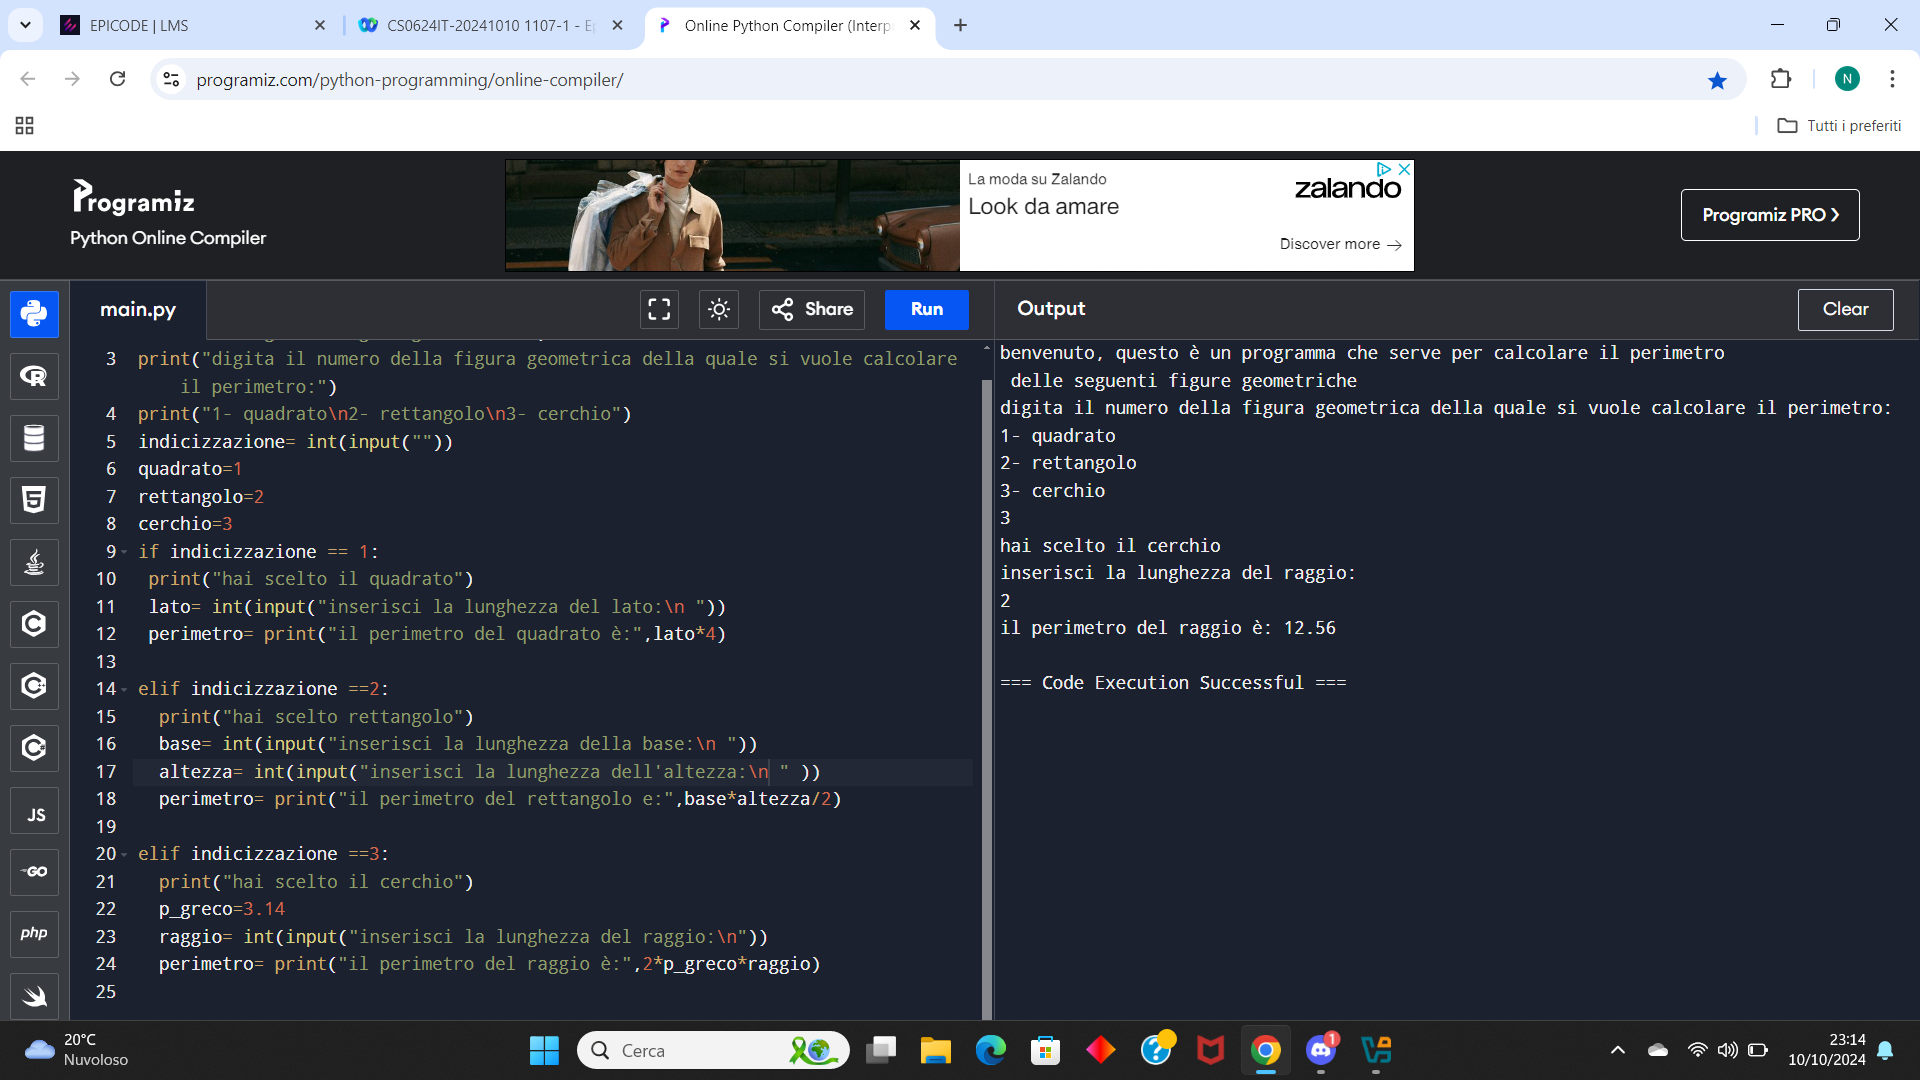 EPICODE | LMS
CS0624IT-20241010 1107-1 - E
Online Python Compiler (Interp
programiz.com/python-programming/online-compiler/
N
Tutti i preferiti
Programiz
Python Online Compiler
La moda su Zalando
Look da amare
zalando
Discover more →
Programiz PRO
main.py
Share
Run
Output
Clear
3 print("digita il numero della figura geometrica della quale si vuole calcolare
il perimetro:")
4 print("1- quadrato\n2- rettangolo\n3- cerchio")
5 indicizzazione= int(input(""))
6 quadrato=1
7 rettangolo=2
8 cerchio=3
9 if indicizzazione == 1:
10 print("hai scelto il quadrato")
11 lato= int(input("inserisci la lunghezza del lato:\n "))
12 perimetro= print("il perimetro del quadrato è:",lato*4)
13
14 elif indicizzazione ==2:
15 print("hai scelto rettangolo")
16 base= int(input("inserisci la lunghezza della base:\n "))
17 altezza= int(input("inserisci la lunghezza dell'altezza:\n " ))
18 perimetro= print("il perimetro del rettangolo e:",base*altezza/2)
19
20 elif indicizzazione ==3:
21 print("hai scelto il cerchio")
22 p_greco=3.14
23 raggio= int(input("inserisci la lunghezza del raggio:\n"))
24 perimetro= print("il perimetro del raggio è:",2*p_greco*raggio)
25
benvenuto, questo è un programma che serve per calcolare il perimetro
delle seguenti figure geometriche
digita il numero della figura geometrica della quale si vuole calcolare il perimetro:
1- quadrato
2- rettangolo
3- cerchio
3
hai scelto il cerchio
inserisci la lunghezza del raggio:
2
il perimetro del raggio è: 12.56
=== Code Execution Successful ===
JS
GO
php
20°C
Nuvoloso
Cerca
1
23:14
10/10/2024